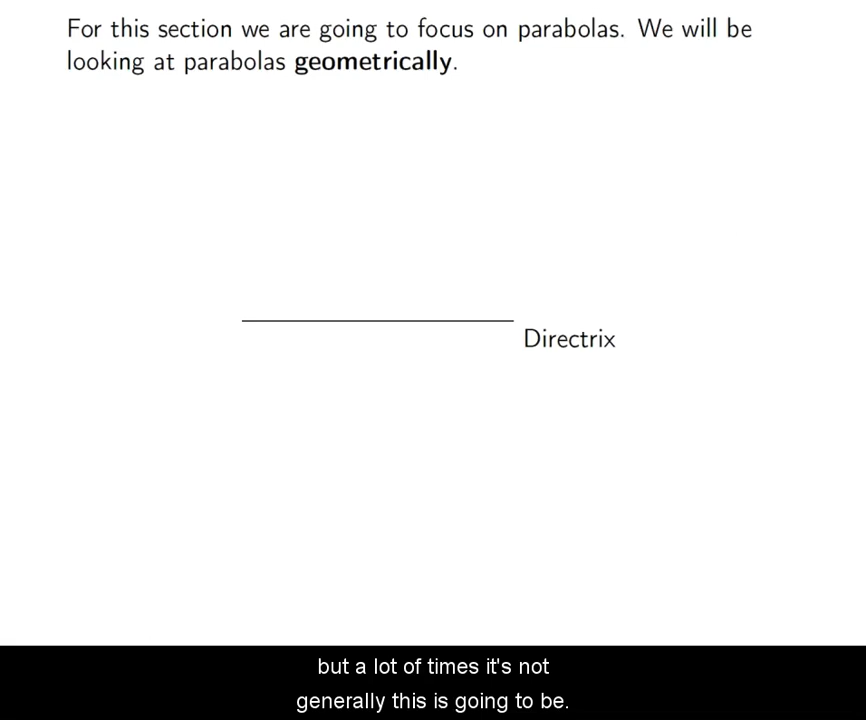 For this section we are going to focus on parabolas. We will be
looking at parabolas geometrically.
Directrix
but a lot of times it's not
generally this is going to be.